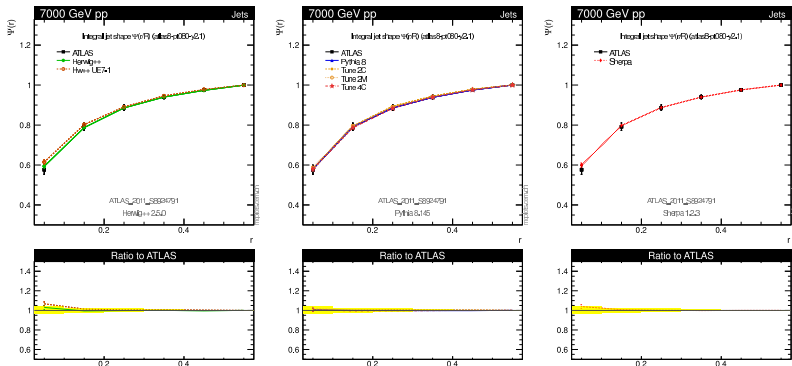 7000 GeV pp Jets
Ψ(r)
Integral jet shape Ψ(r/R) (atlas8-pt080-y2.1)
ATLAS
Herwig++
Hw++ UE7-1
1.2
1
0.8
0.6
0.4
ATLAS_2011_S8924791
Herwig++ 2.5.0
0.2 0.4
r
Ratio to ATLAS
1.4
1.2
1
0.8
0.6
0.2 0.4
7000 GeV pp Jets
Ψ(r)
Integral jet shape Ψ(r/R) (atlas8-pt080-y2.1)
ATLAS
Pythia 8
Tune 2C
Tune 2M
Tune 4C
1.2
1
0.8
0.6
0.4
ATLAS_2011_S8924791
Pythia 8.145
0.2 0.4
r
Ratio to ATLAS
1.4
1.2
1
0.8
0.6
0.2 0.4
7000 GeV pp Jets
Ψ(r)
Integral jet shape Ψ(r/R) (atlas8-pt080-y2.1)
ATLAS
Sherpa
1.2
1
0.8
0.6
0.4
ATLAS_2011_S8924791
Sherpa 1.2.3
0.2 0.4
r
Ratio to ATLAS
1.4
1.2
1
0.8
0.6
0.2 0.4